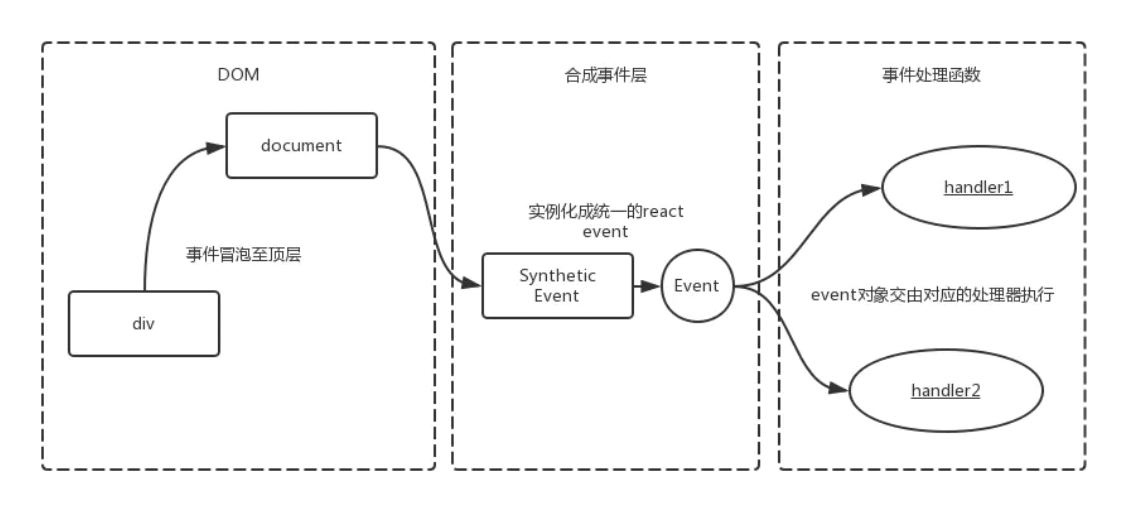 DOM
document
事件冒泡至顶层
div
合成事件层
实例化成统一的react
event
Synthetic
Event
Event
事件处理函数
handler1
event对象交由对应的处理器执行
handler2